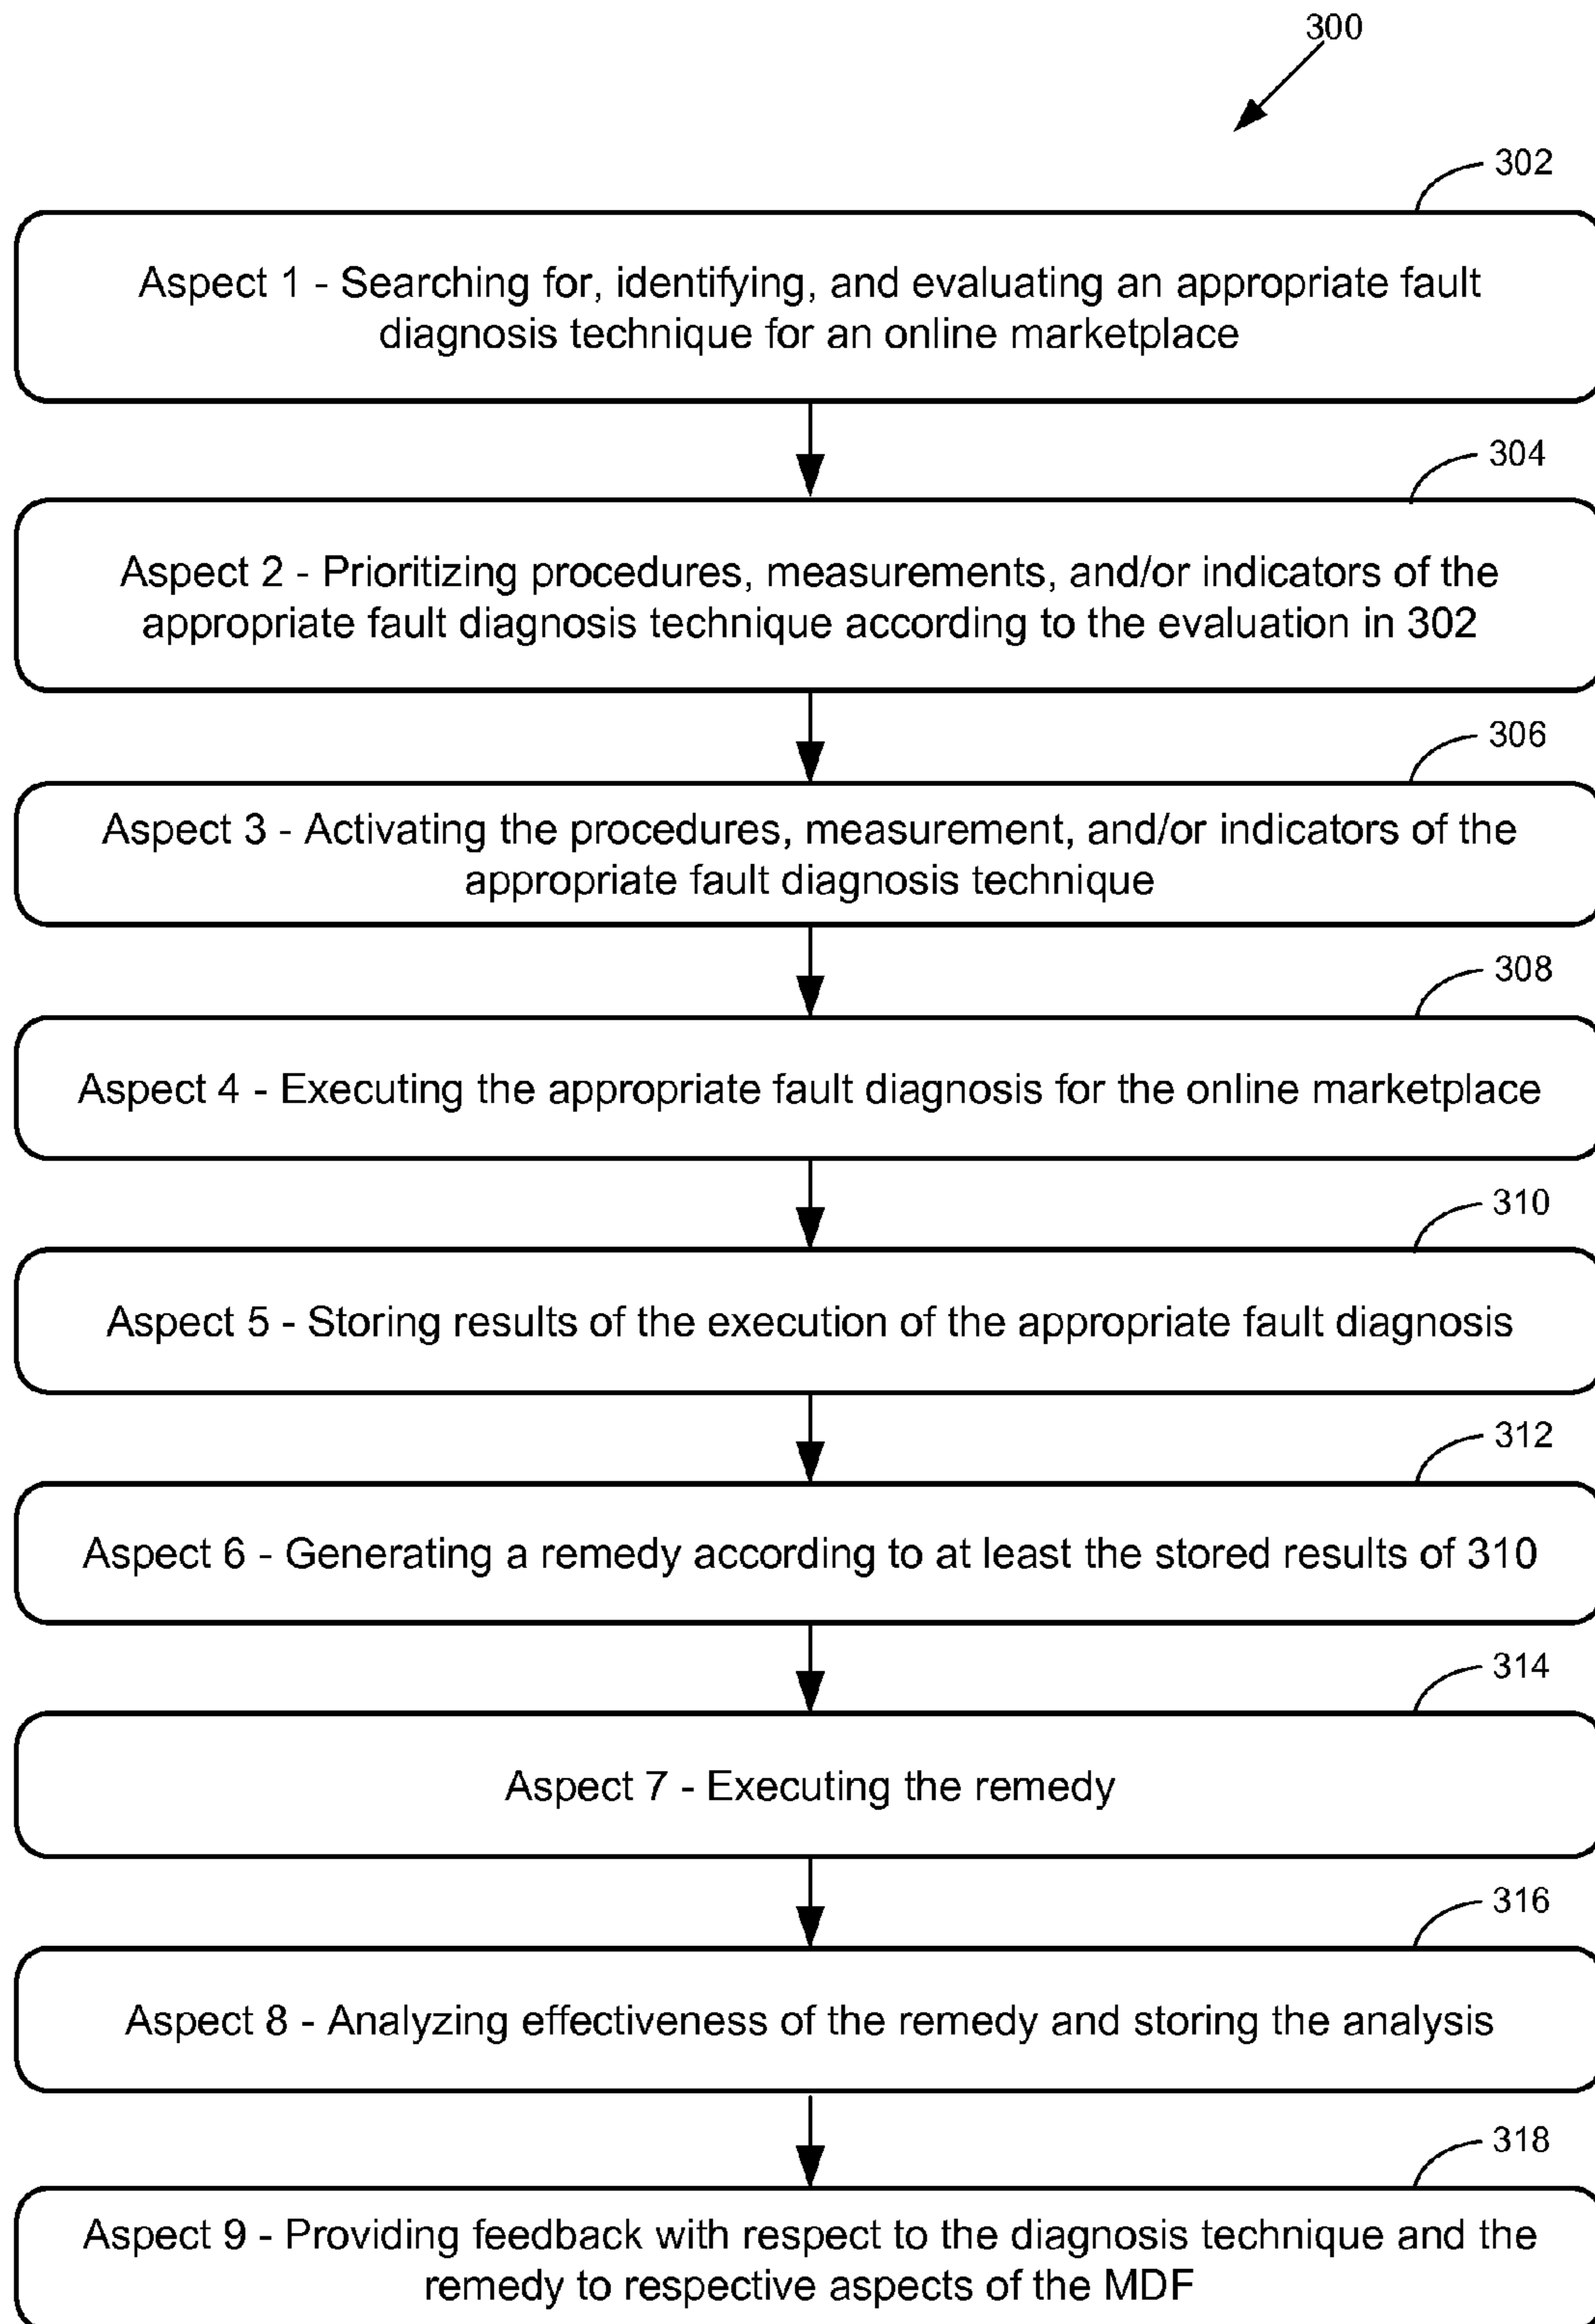 300
302
Aspect 1 - Searching for, identifying, and evaluating an appropriate fault
diagnosis technique for an online marketplace
304
Aspect 2 - Prioritizing procedures, measurements, and/or indicators of the
appropriate fault diagnosis technique according to the evaluation in 302
306
Aspect 3 - Activating the procedures, measurement, and/or indicators of the
appropriate fault diagnosis technique
308
Aspect 4 - Executing the appropriate fault diagnosis for the online marketplace
310
Aspect 5 - Storing results of the execution of the appropriate fault diagnosis
312
Aspect 6 - Generating a remedy according to at least the stored results of 310
314
Aspect 7 - Executing the remedy
316
Aspect 8 - Analyzing effectiveness of the remedy and storing the analysis
318
Aspect 9 - Providing feedback with respect to the diagnosis technique and the
remedy to respective aspects of the MDF